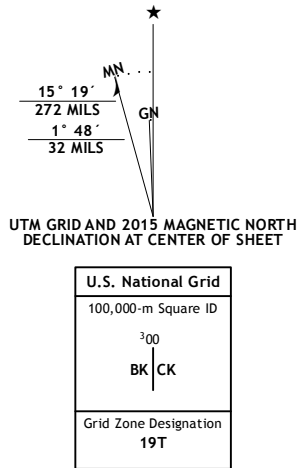 ★
MN
GN
15° 19´
272 MILS
1° 48´
32 MILS
UTM GRID AND 2015 MAGNETIC NORTH
DECLINATION AT CENTER OF SHEET
U.S. National Grid
100,000-m Square ID
³00
BK CK
Grid Zone Designation
19T